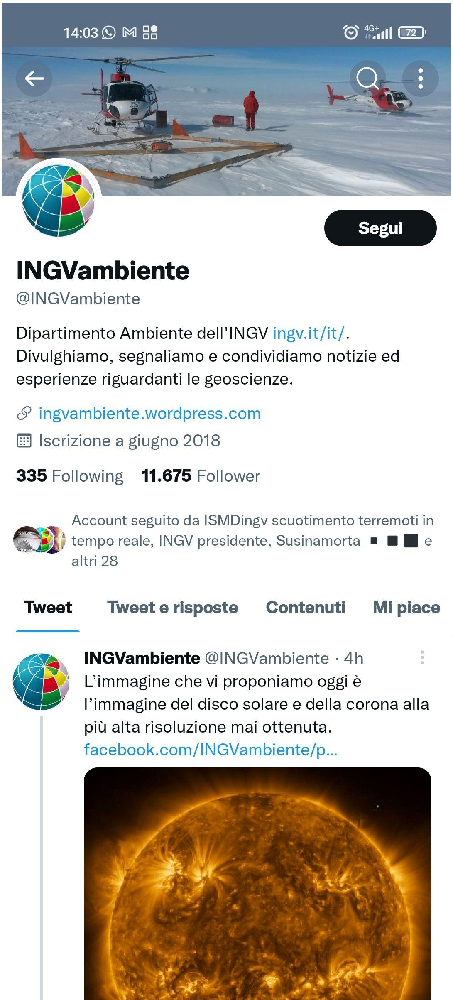 14:03
4G+
72
Segui
INGVambiente
@INGVambiente
Dipartimento Ambiente dell'INGV ingv.it/it/.
Divulghiamo, segnaliamo e condividiamo notizie ed
esperienze riguardanti le geoscienze.
ingvambiente.wordpress.com
Iscrizione a giugno 2018
335 Following 11.675 Follower
Account seguito da ISMDingv scuotimento terremoti in
tempo reale, INGV presidente, Susinamorta ▪ ◾ ⬛ e
altri 28
Tweet Tweet e risposte Contenuti Mi piace
INGVambiente @INGVambiente · 4h
L’immagine che vi proponiamo oggi è
l’immagine del disco solare e della corona alla
più alta risoluzione mai ottenuta.
facebook.com/INGVambiente/p...